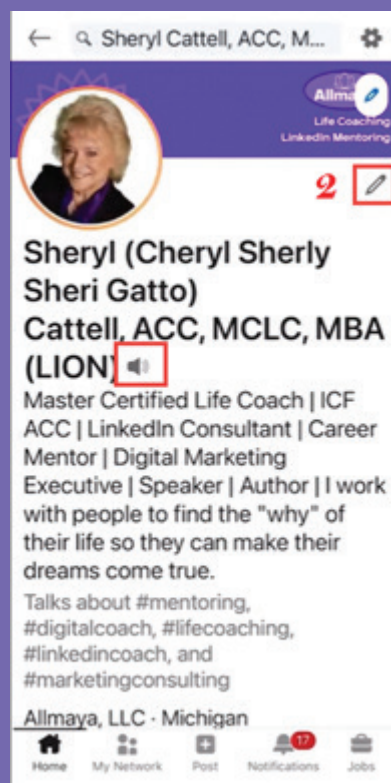 Sheryl Cattell, ACC, M...
Allma
Life Coaching
LinkedIn Mentoring
2
Sheryl (Cheryl Sherly
Sheri Gatto)
Cattell, ACC, MCLC, MBA
(LION)
Master Certified Life Coach | ICF
ACC | LinkedIn Consultant | Career
Mentor | Digital Marketing
Executive | Speaker | Author | I work
with people to find the "why" of
their life so they can make their
dreams come true.
Talks about #mentoring,
#digitalcoach, #lifecoaching,
#linkedincoach, and
#marketingconsulting
Allmaya, LLC · Michigan
17
Home My Network Post Notifications Jobs